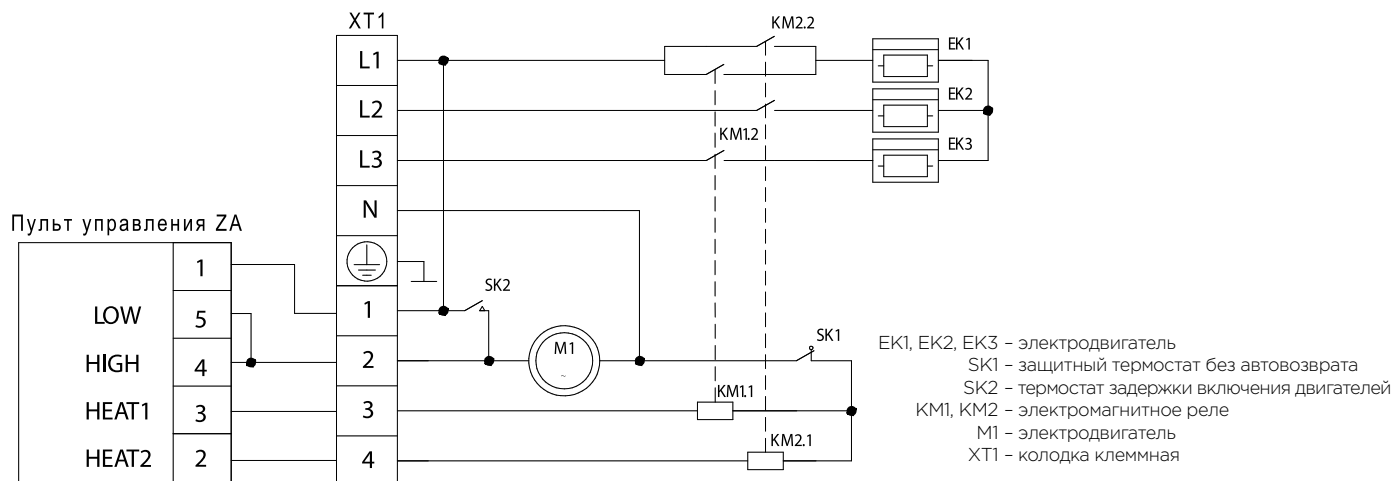 XT1
L1
L2
L3
N
1
2
3
4
KM2.2
EK1
EK2
KM1.2
EK3
Пульт управления ZA
1
LOW 5
HIGH 4
HEAT1 3
HEAT2 2
SK2
M1
~
SK1
KM1.1
KM2.1
EK1, EK2, EK3 – электродвигатель
SK1 – защитный термостат без автовозврата
SK2 – термостат задержки включения двигателей
KM1, KM2 – электромагнитное реле
M1 – электродвигатель
XT1 – колодка клеммная